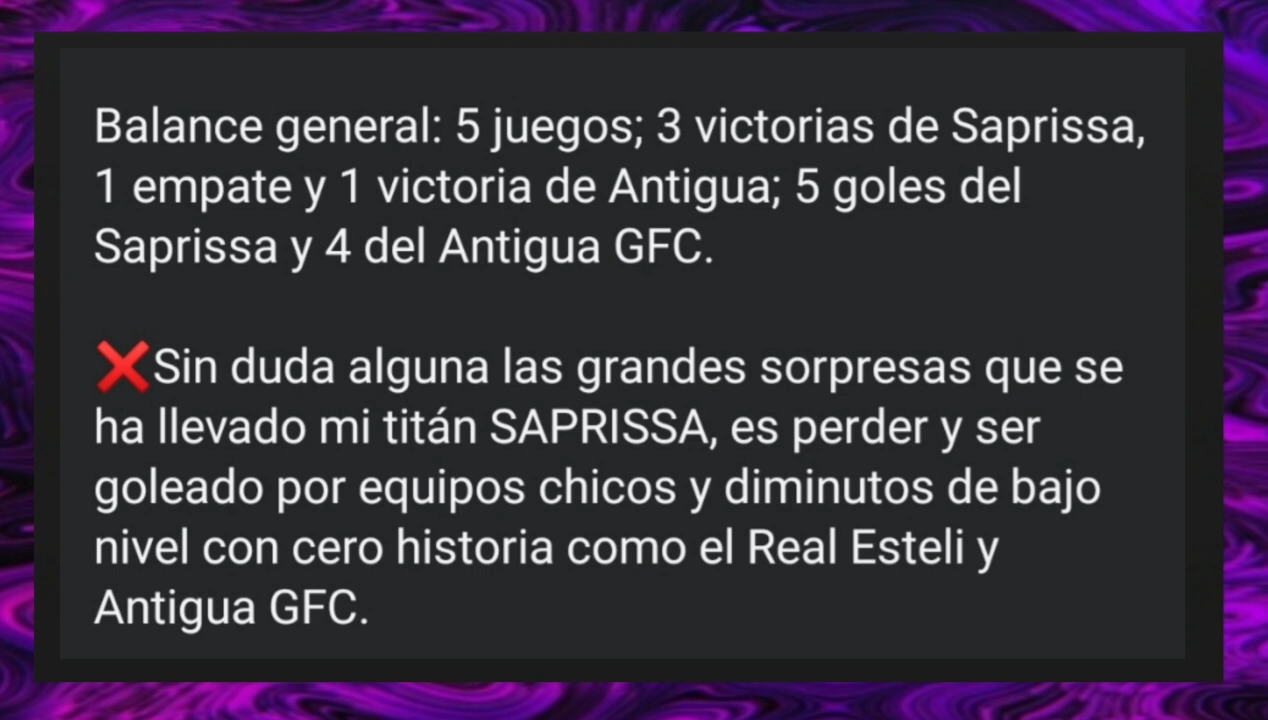 Balance general: 5 juegos; 3 victorias de Saprissa,
1 empate y 1 victoria de Antigua; 5 goles del
Saprissa y 4 del Antigua GFC.
❌Sin duda alguna las grandes sorpresas que se
ha llevado mi titán SAPRISSA, es perder y ser
goleado por equipos chicos y diminutos de bajo
nivel con cero historia como el Real Esteli y
Antigua GFC.